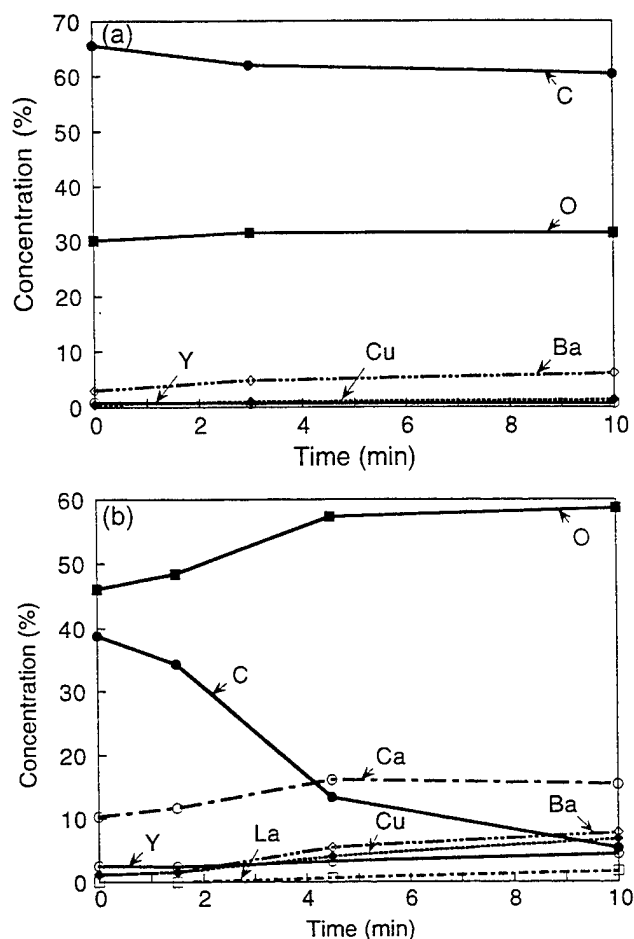 (a)
70
60
50
40
30
20
10
0
Concentration (%)
C
O
Y
Cu
Ba
0 2 4 6 8 10
Time (min)
(b)
60
50
40
30
20
10
0
Concentration (%)
O
C
Ca
Ba
Cu
La
Y
0 2 4 6 8 10
Time (min)